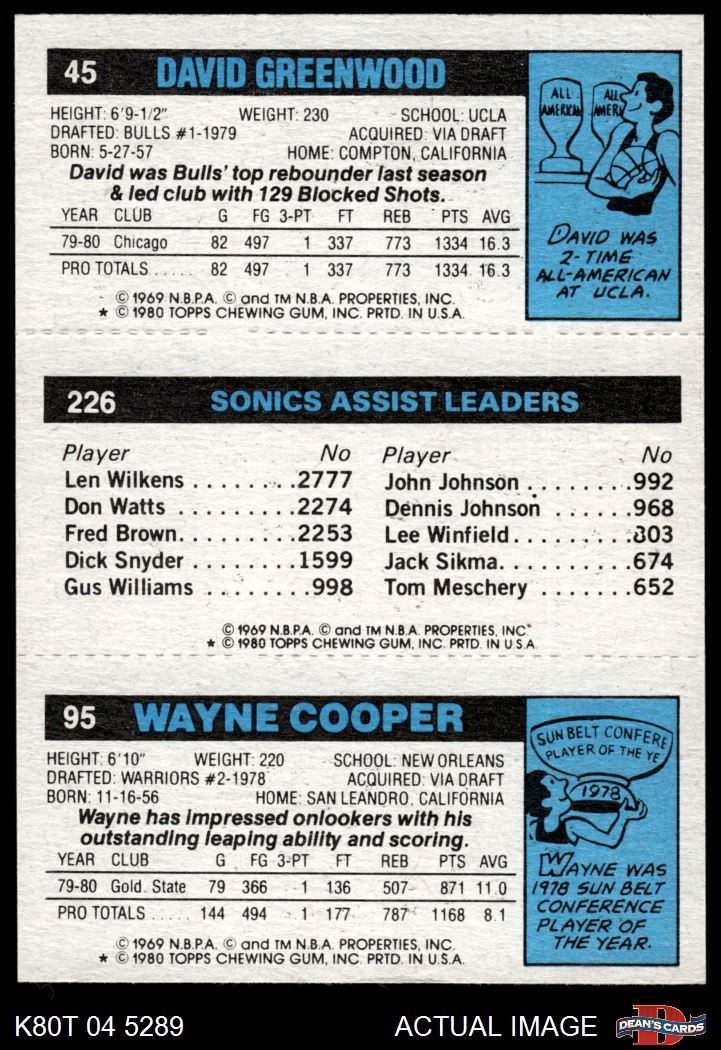 45 DAVID GREENWOOD
HEIGHT: 6'9-1/2" WEIGHT: 230 SCHOOL: UCLA
DRAFTED: BULLS #1-1979 ACQUIRED: VIA DRAFT
BORN: 5-27-57 HOME: COMPTON, CALIFORNIA
David was Bulls' top rebounder last season
& led club with 129 Blocked Shots.
YEAR CLUB G FG 3-PT FT REB PTS AVG
79-80 Chicago 82 497 1 337 773 1334 16.3
PRO TOTALS ..... 82 497 1 337 773 1334 16.3
© 1969 N.B.P.A. © and TM N.B.A. PROPERTIES, INC.
★ © 1980 TOPPS CHEWING GUM, INC. PRTD. IN U.S.A.
ALL AMERICAN
ALL AMERI
DAVID WAS
2-TIME
ALL-AMERICAN
AT UCLA.
226 SONICS ASSIST LEADERS
Player No Player No
Len Wilkens ........2777 John Johnson ........992
Don Watts ........2274 Dennis Johnson ......968
Fred Brown........2253 Lee Winfield........803
Dick Snyder .......1599 Jack Sikma.........674
Gus Williams .......998 Tom Meschery .......652
© 1969 N.B.P.A. © and TM N.B.A. PROPERTIES, INC.
★ © 1980 TOPPS CHEWING GUM, INC. PRTD. IN U.S.A.
95 WAYNE COOPER
HEIGHT: 6'10" WEIGHT: 220 SCHOOL: NEW ORLEANS
DRAFTED: WARRIORS #2-1978 ACQUIRED: VIA DRAFT
BORN: 11-16-56 HOME: SAN LEANDRO, CALIFORNIA
Wayne has impressed onlookers with his
outstanding leaping ability and scoring.
YEAR CLUB G FG 3-PT FT REB PTS AVG
79-80 Gold. State 79 366 1 136 507 871 11.0
PRO TOTALS ..... 144 494 1 177 787 1168 8.1
© 1969 N.B.P.A. © and TM N.B.A. PROPERTIES, INC.
★ © 1980 TOPPS CHEWING GUM, INC. PRTD. IN U.S.A.
SUN BELT CONFERE
PLAYER OF THE YE
1978
WAYNE WAS
1978 SUN BELT
CONFERENCE
PLAYER OF
THE YEAR.
K80T 04 5289 ACTUAL IMAGE DEAN'S CARDS